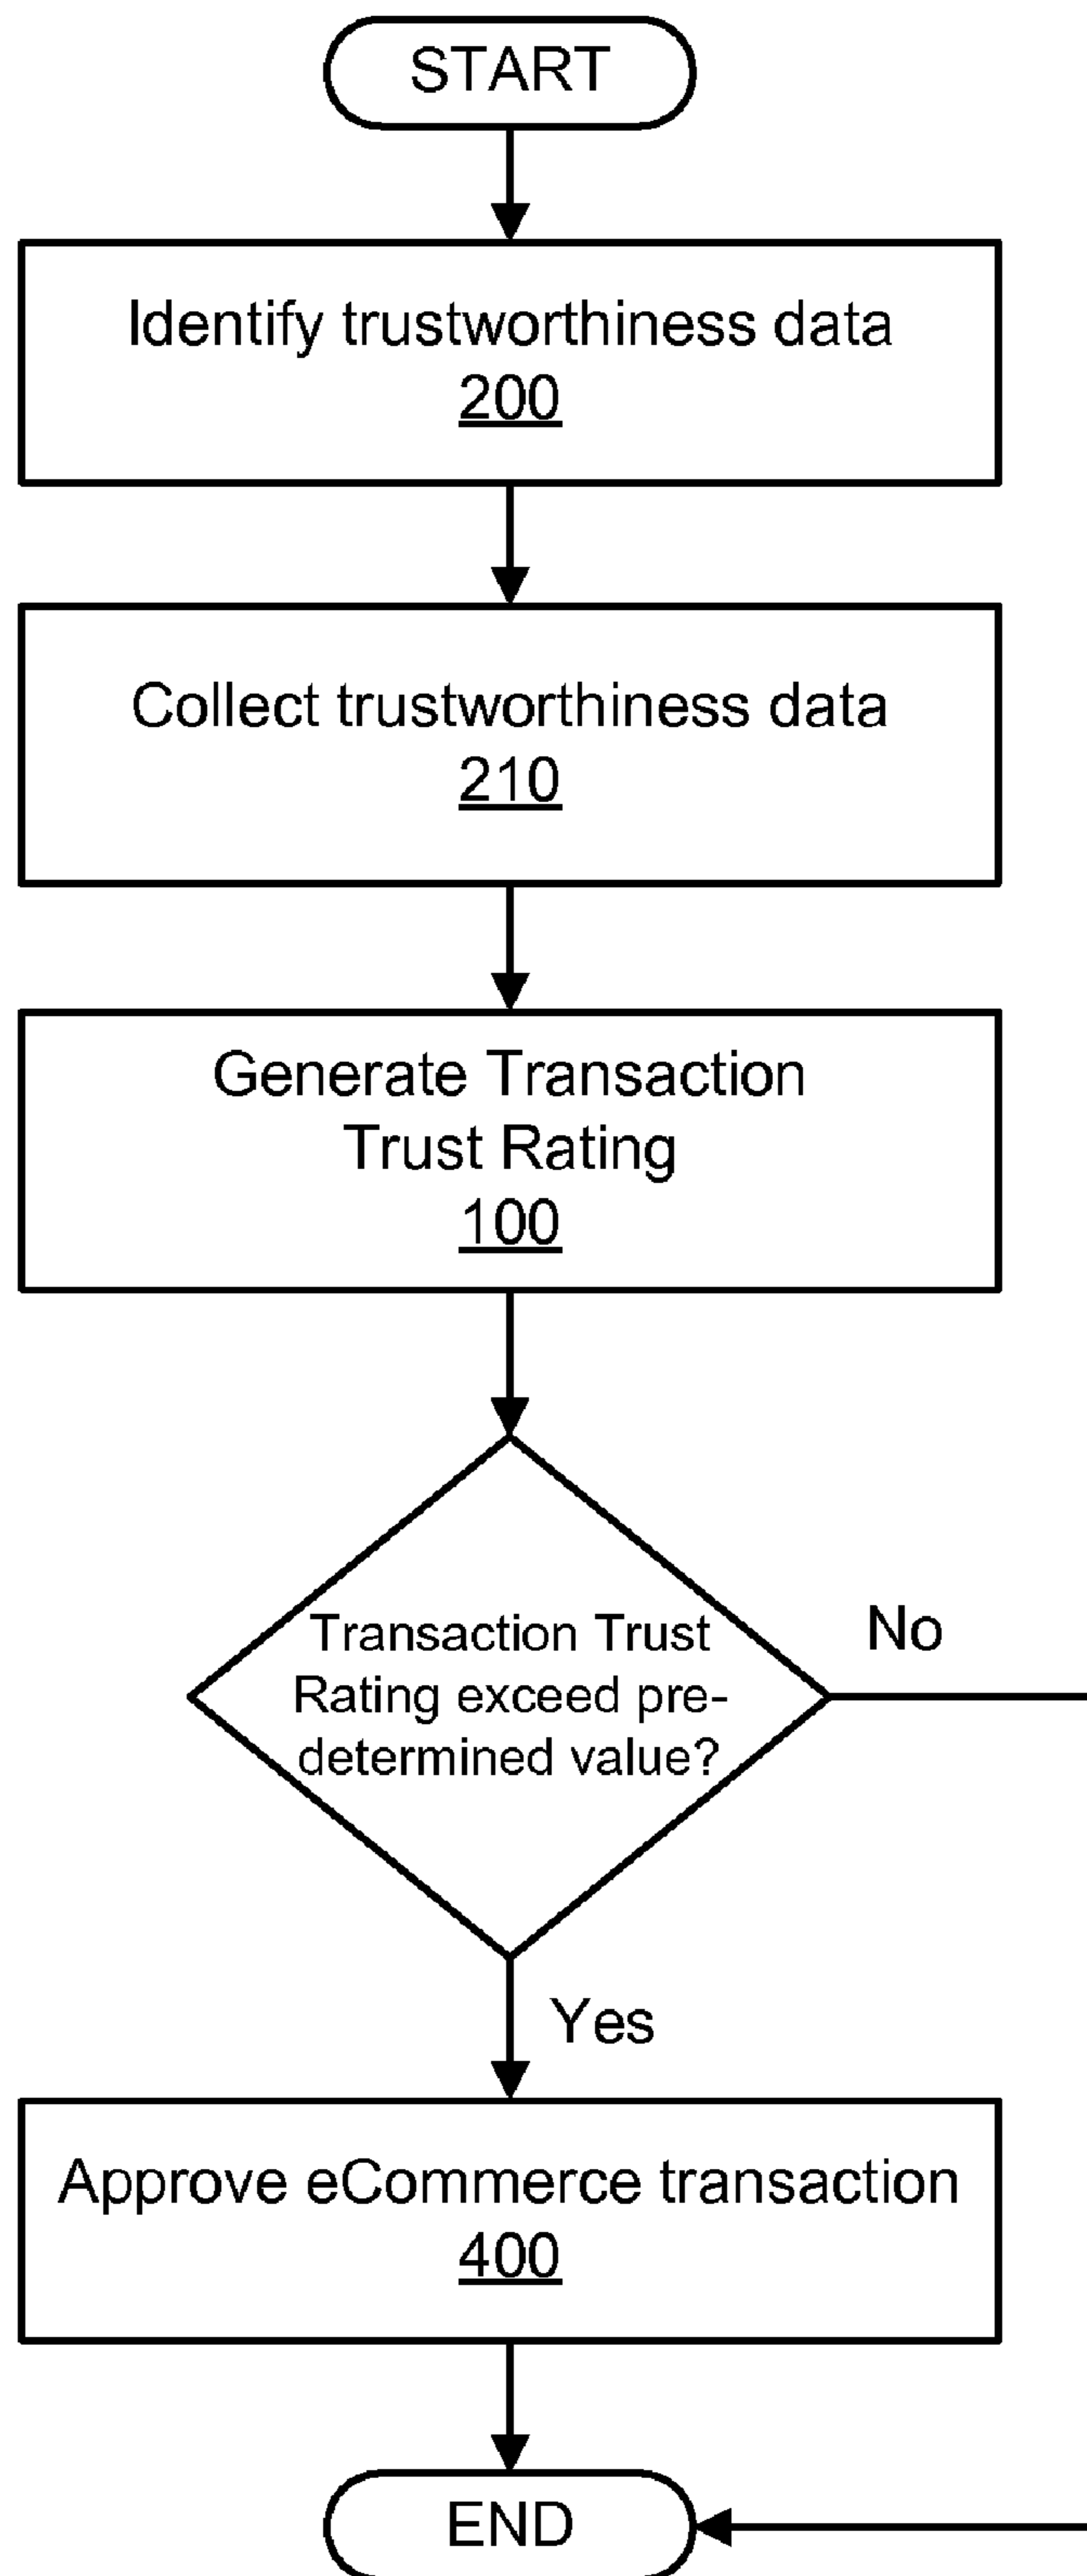 START
Identify trustworthiness data
200
Collect trustworthiness data
210
Generate Transaction
Trust Rating
100
Transaction Trust
Rating exceed pre-
determined value?
No
Yes
Approve eCommerce transaction
400
END